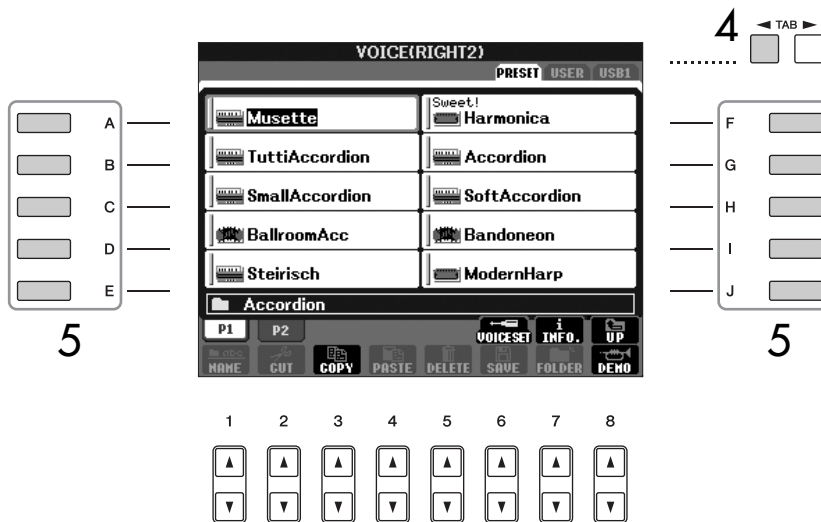 4 ◄ TAB ►
VOICE(RIGHT2)
PRESET USER USB1
A Musette Sweet! Harmonica F
B TuttiAccordion Accordion G
C SmallAccordion SoftAccordion H
D BallroomAcc Bandoneon I
E Steirisch ModernHarp J
Accordion
5 P1 P2 VOICESET i INFO. UP 5
abc
NAME CUT COPY PASTE DELETE SAVE FOLDER DEMO
1 2 3 4 5 6 7 8